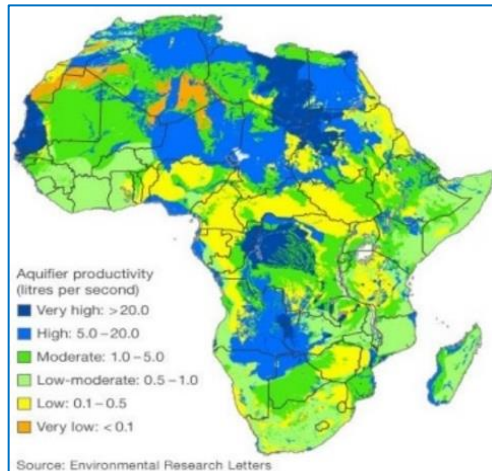 Aquifier productivity
(litres per second)
Very high: >20.0
High: 5.0–20.0
Moderate: 1.0–5.0
Low-moderate: 0.5–1.0
Low: 0.1–0.5
Very low: <0.1
Source: Environmental Research Letters